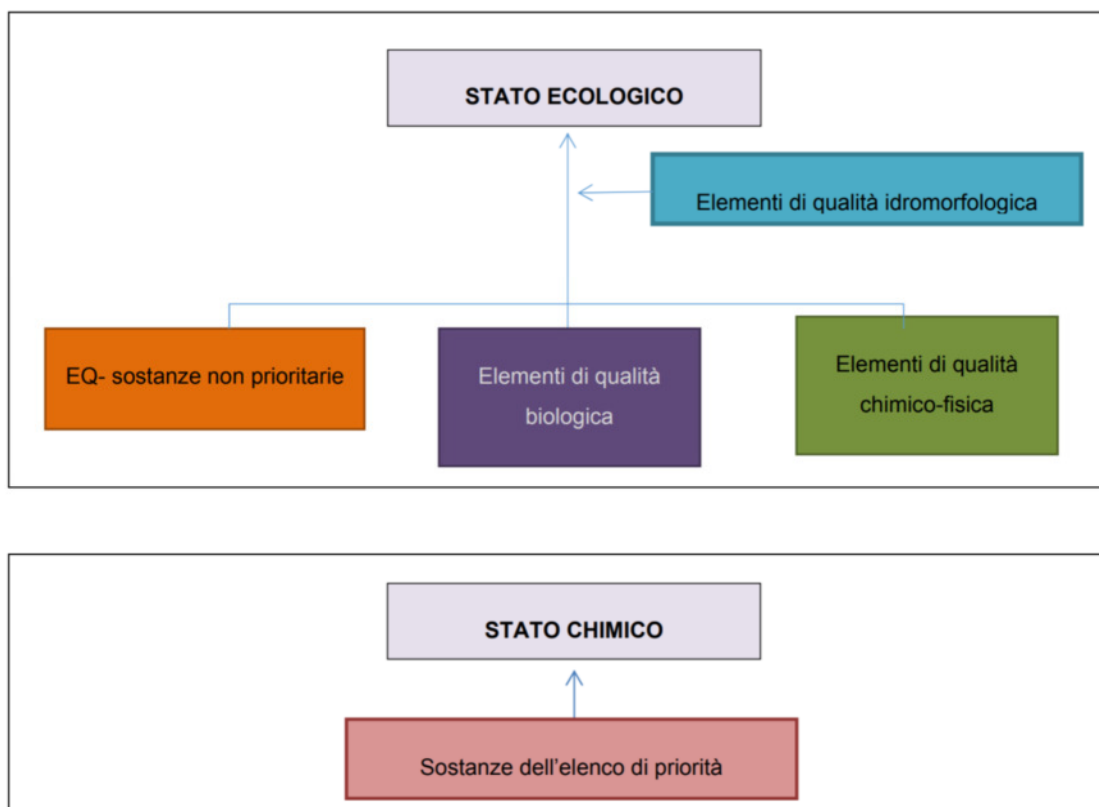 STATO ECOLOGICO
Elementi di qualità idromorfologica
EQ- sostanze non prioritarie
Elementi di qualità
biologica
Elementi di qualità
chimico-fisica
STATO CHIMICO
Sostanze dell’elenco di priorità